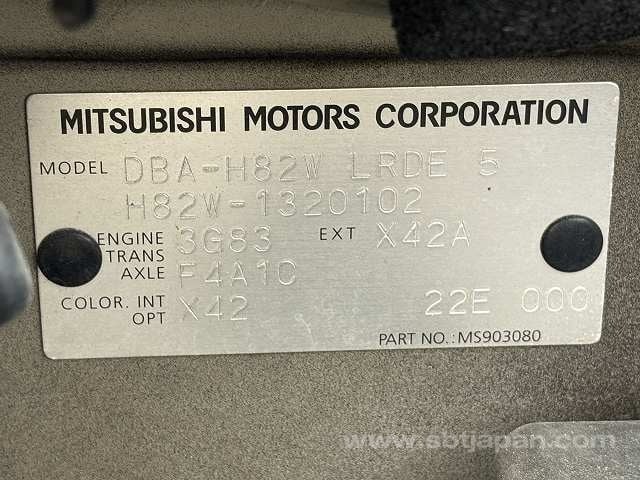 MITSUBISHI MOTORS CORPORATION
MODEL DBA-H82W LRDE 5
H82W-1320102
ENGINE 3G83 EXT X42A
TRANS
AXLE F4A1C
COLOR. INT X42 22E 000
OPT
PART NO.: MS903080
www.sbtjapan.com